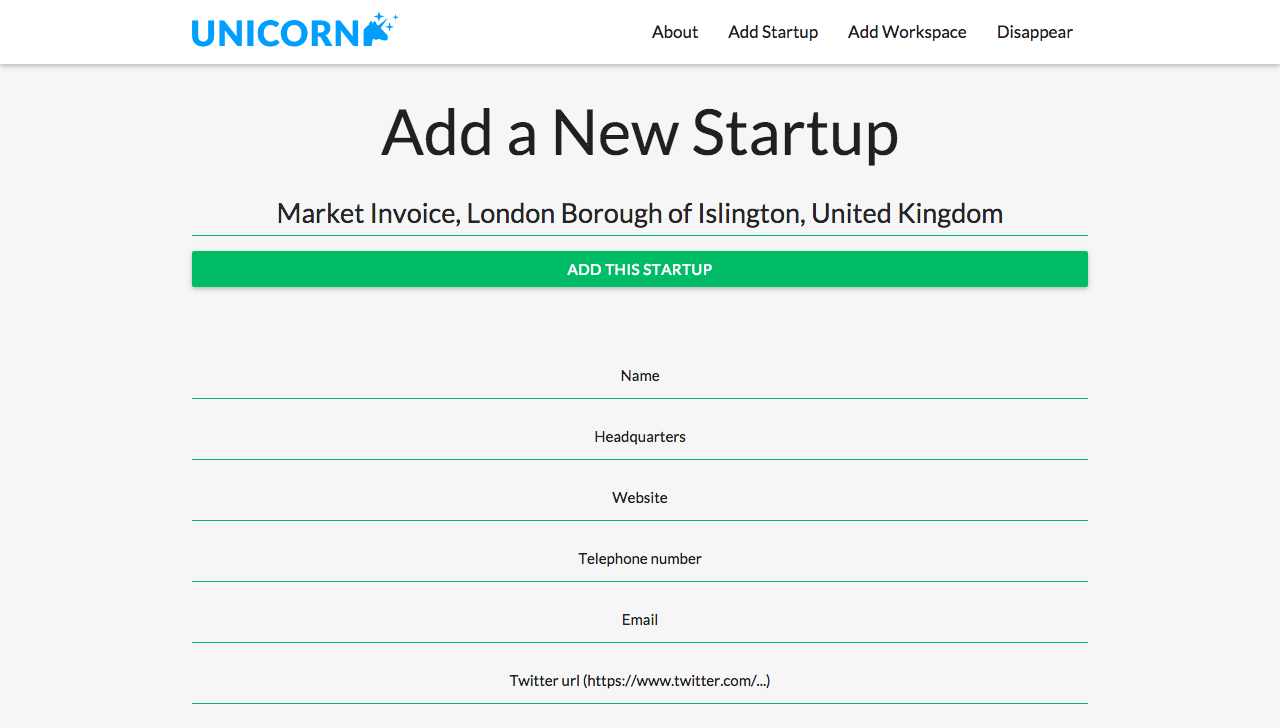 UNICORN
About Add Startup Add Workspace Disappear
Add a New Startup
Market Invoice, London Borough of Islington, United Kingdom
ADD THIS STARTUP
Name
Headquarters
Website
Telephone number
Email
Twitter url (https://www.twitter.com/...)